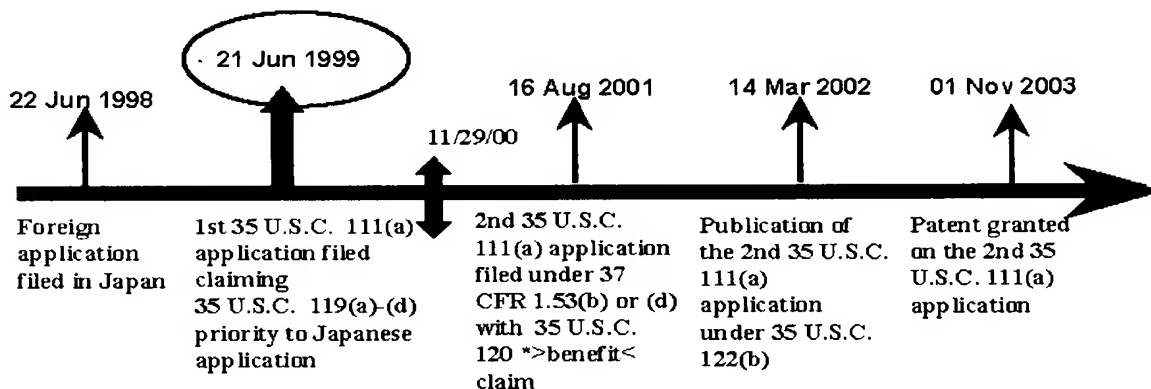 21 Jun 1999
22 Jun 1998
16 Aug 2001
14 Mar 2002
01 Nov 2003
11/29/00
Foreign
application
filed in Japan
1st 35 U.S.C. 111(a)
application filed
claiming
35 U.S.C. 119(a)-(d)
priority to Japanese
application
2nd 35 U.S.C.
111(a) application
filed under 37
CFR 1.53(b) or (d)
with 35 U.S.C.
120 *>benefit<
claim
Publication of
the 2nd 35 U.S.C.
111(a)
application
under 35 U.S.C.
122(b)
Patent granted
on the 2nd 35
U.S.C. 111(a)
application